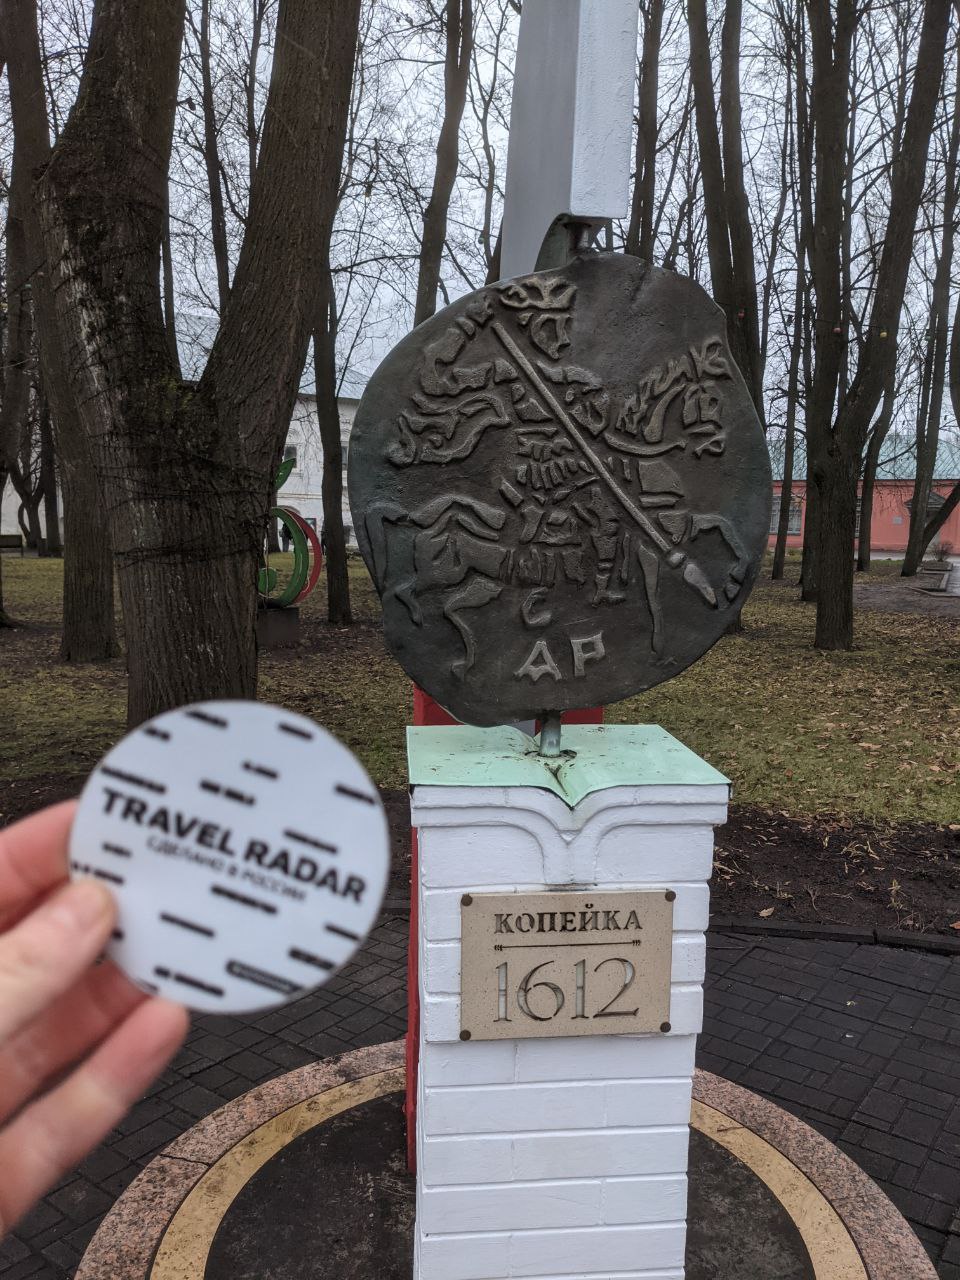 С
АР
КОПЕЙКА
1612
TRAVEL RADAR
СДЕЛАНО В РОССИИ